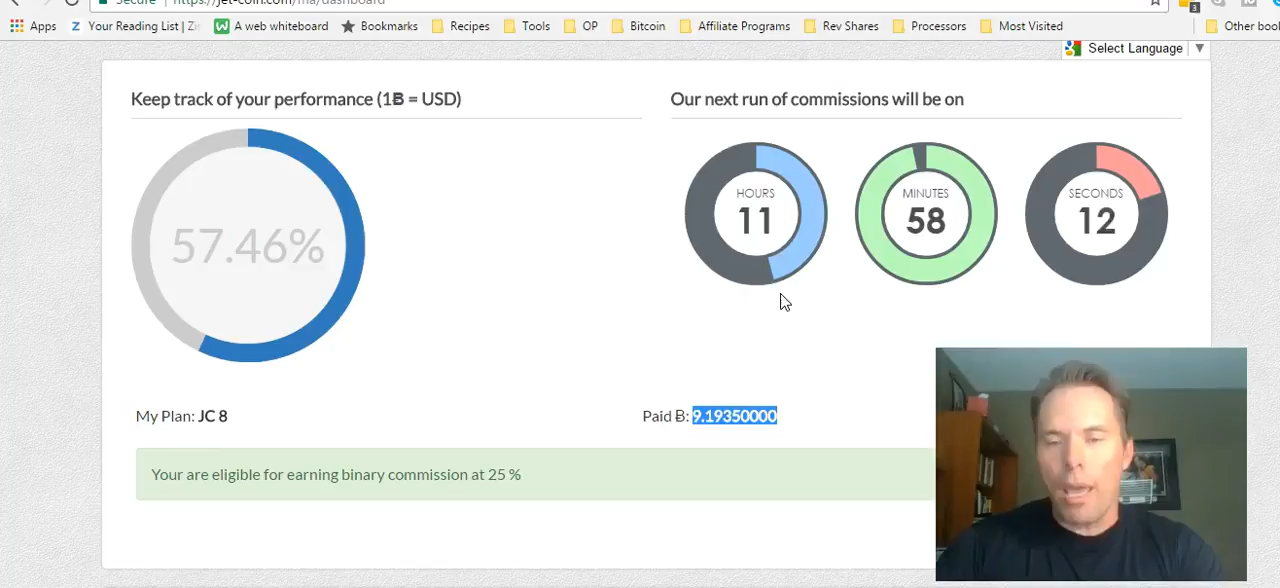 Secure https://jet-coin.com/ma/dashboard
3
Apps Your Reading List | Zi A web whiteboard Bookmarks Recipes Tools OP Bitcoin Affiliate Programs Rev Shares Processors Most Visited Other boo
Select Language ▼
Keep track of your performance (1Ƀ = USD)
57.46%
Our next run of commissions will be on
HOURS
11
MINUTES
58
SECONDS
12
My Plan: JC 8
Paid Ƀ: 9.19350000
Your are eligible for earning binary commission at 25 %